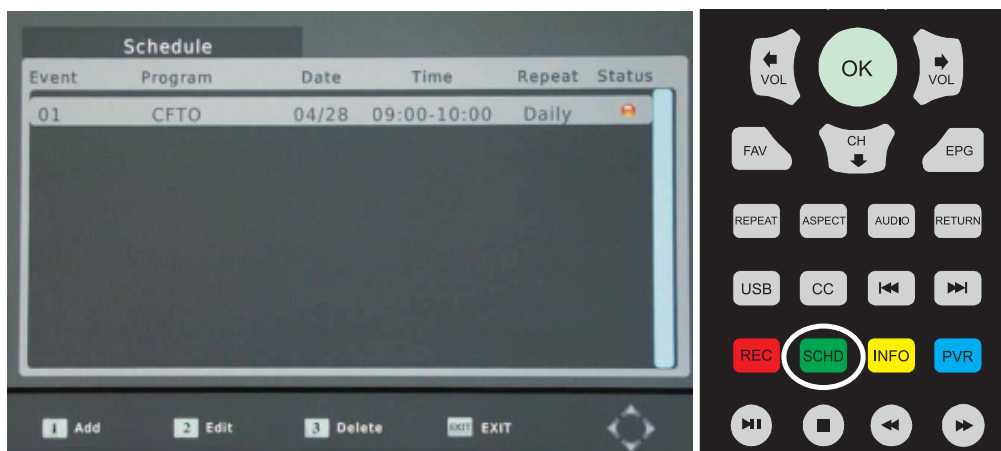 Schedule
Event Program Date Time Repeat Status
01 CFTO 04/28 09:00-10:00 Daily
1 Add 2 Edit 3 Delete EXIT EXIT
VOL OK VOL
FAV CH EPG
REPEAT ASPECT AUDIO RETURN
USB CC
REC SCHD INFO PVR